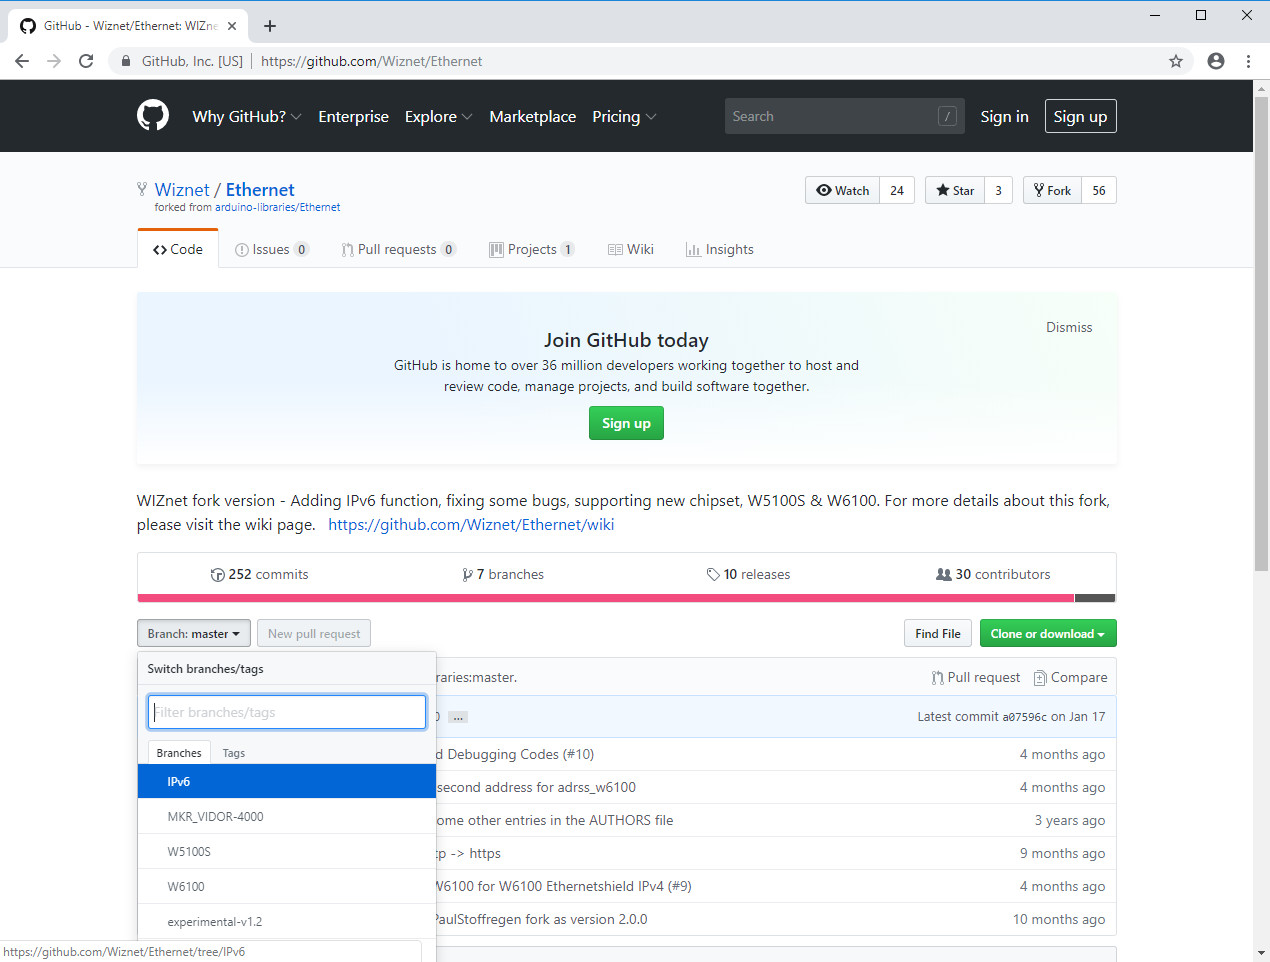 GitHub - Wiznet/Ethernet: WIZne
GitHub, Inc. [US] | https://github.com/Wiznet/Ethernet
Why GitHub? Enterprise Explore Marketplace Pricing Search / Sign in Sign up
Wiznet / Ethernet Watch 24 Star 3 Fork 56
forked from arduino-libraries/Ethernet
Code Issues 0 Pull requests 0 Projects 1 Wiki Insights
Dismiss
Join GitHub today
GitHub is home to over 36 million developers working together to host and
review code, manage projects, and build software together.
Sign up
WIZnet fork version - Adding IPv6 function, fixing some bugs, supporting new chipset, W5100S & W6100. For more details about this fork,
please visit the wiki page. https://github.com/Wiznet/Ethernet/wiki
252 commits 7 branches 10 releases 30 contributors
Branch: master New pull request Find File Clone or download
Switch branches/tags
raries:master. Pull request Compare
Filter branches/tags
0 ... Latest commit a07596c on Jan 17
Branches Tags
d Debugging Codes (#10) 4 months ago
IPv6
second address for adrss_w6100 4 months ago
MKR_VIDOR-4000
ome other entries in the AUTHORS file 3 years ago
W5100S
tp -> https 9 months ago
W6100
W6100 for W6100 Ethernetshield IPv4 (#9) 4 months ago
experimental-v1.2
PaulStoffregen fork as version 2.0.0 10 months ago
https://github.com/Wiznet/Ethernet/tree/IPv6